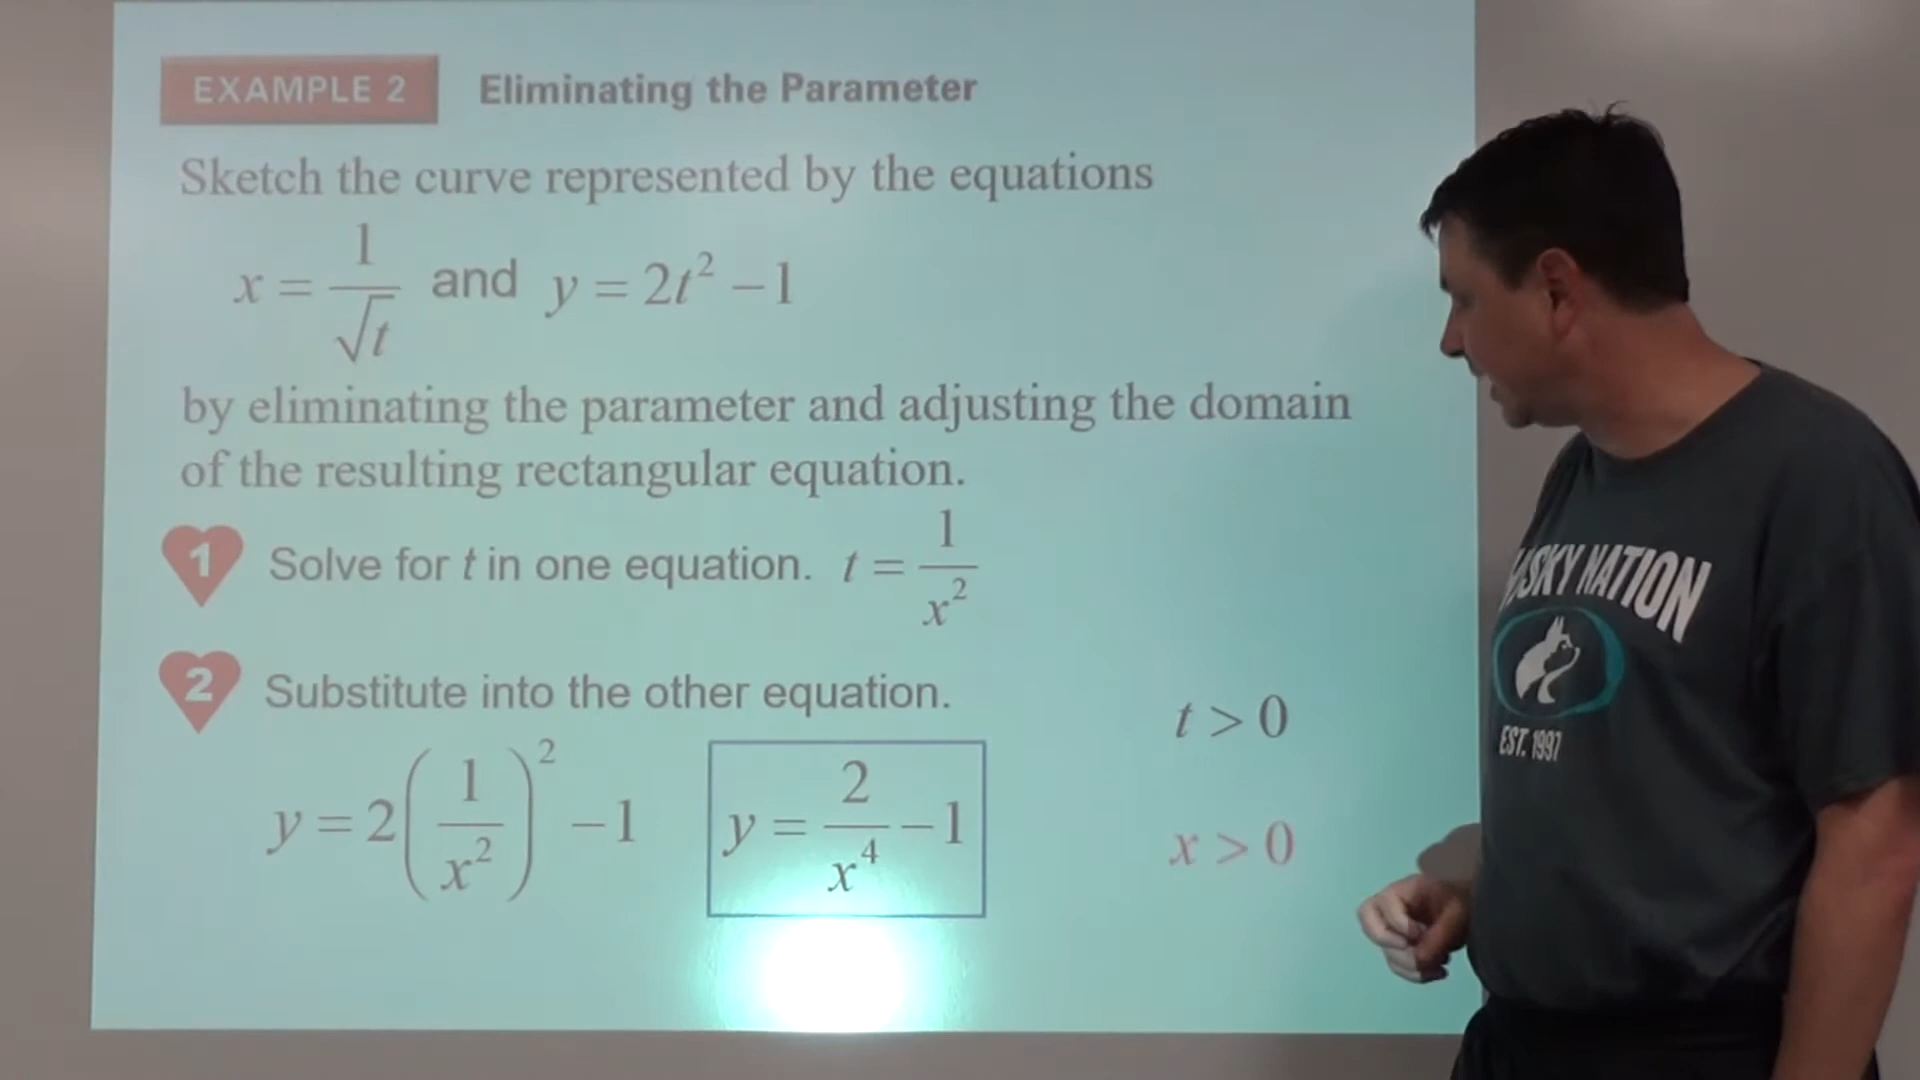 EXAMPLE 2 Eliminating the Parameter
Sketch the curve represented by the equations
x = 1/√t and y = 2t² − 1
by eliminating the parameter and adjusting the domain
of the resulting rectangular equation.
1 Solve for t in one equation. t = 1/x²
2 Substitute into the other equation.
t > 0
y = 2(1/x²)² − 1 y = 2/x⁴ − 1 x > 0
NATION
EST. 1997